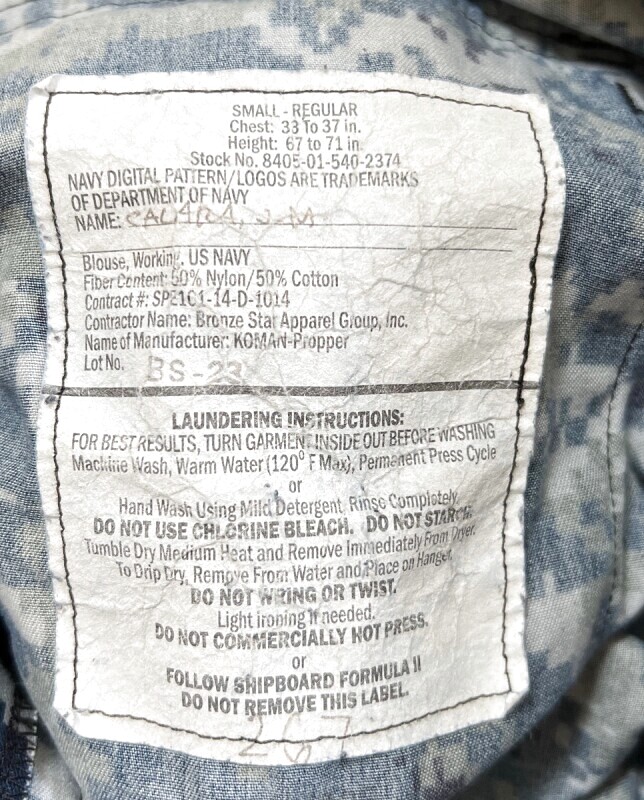 SMALL - REGULAR
Chest: 33 To 37 in.
Height: 67 to 71 in.
Stock No. 8405-01-540-2374
NAVY DIGITAL PATTERN/LOGOS ARE TRADEMARKS
OF DEPARTMENT OF NAVY
NAME:
Blouse, Working, US NAVY
Fiber Content: 50% Nylon/50% Cotton
Contract #: SPE1C1-14-D-1014
Contractor Name: Bronze Star Apparel Group, Inc.
Name of Manufacturer: KOMAN-Propper
Lot No. BS-23
LAUNDERING INSTRUCTIONS:
FOR BEST RESULTS, TURN GARMENT INSIDE OUT BEFORE WASHING
Machine Wash, Warm Water (120° F Max), Permanent Press Cycle
or
Hand Wash Using Mild Detergent, Rinse Completely
DO NOT USE CHLORINE BLEACH. DO NOT STARCH.
Tumble Dry Medium Heat and Remove Immediately From Dryer.
To Drip Dry, Remove From Water and Place on Hanger.
DO NOT WRING OR TWIST.
Light ironing if needed.
DO NOT COMMERCIALLY HOT PRESS.
or
FOLLOW SHIPBOARD FORMULA II
DO NOT REMOVE THIS LABEL.
267